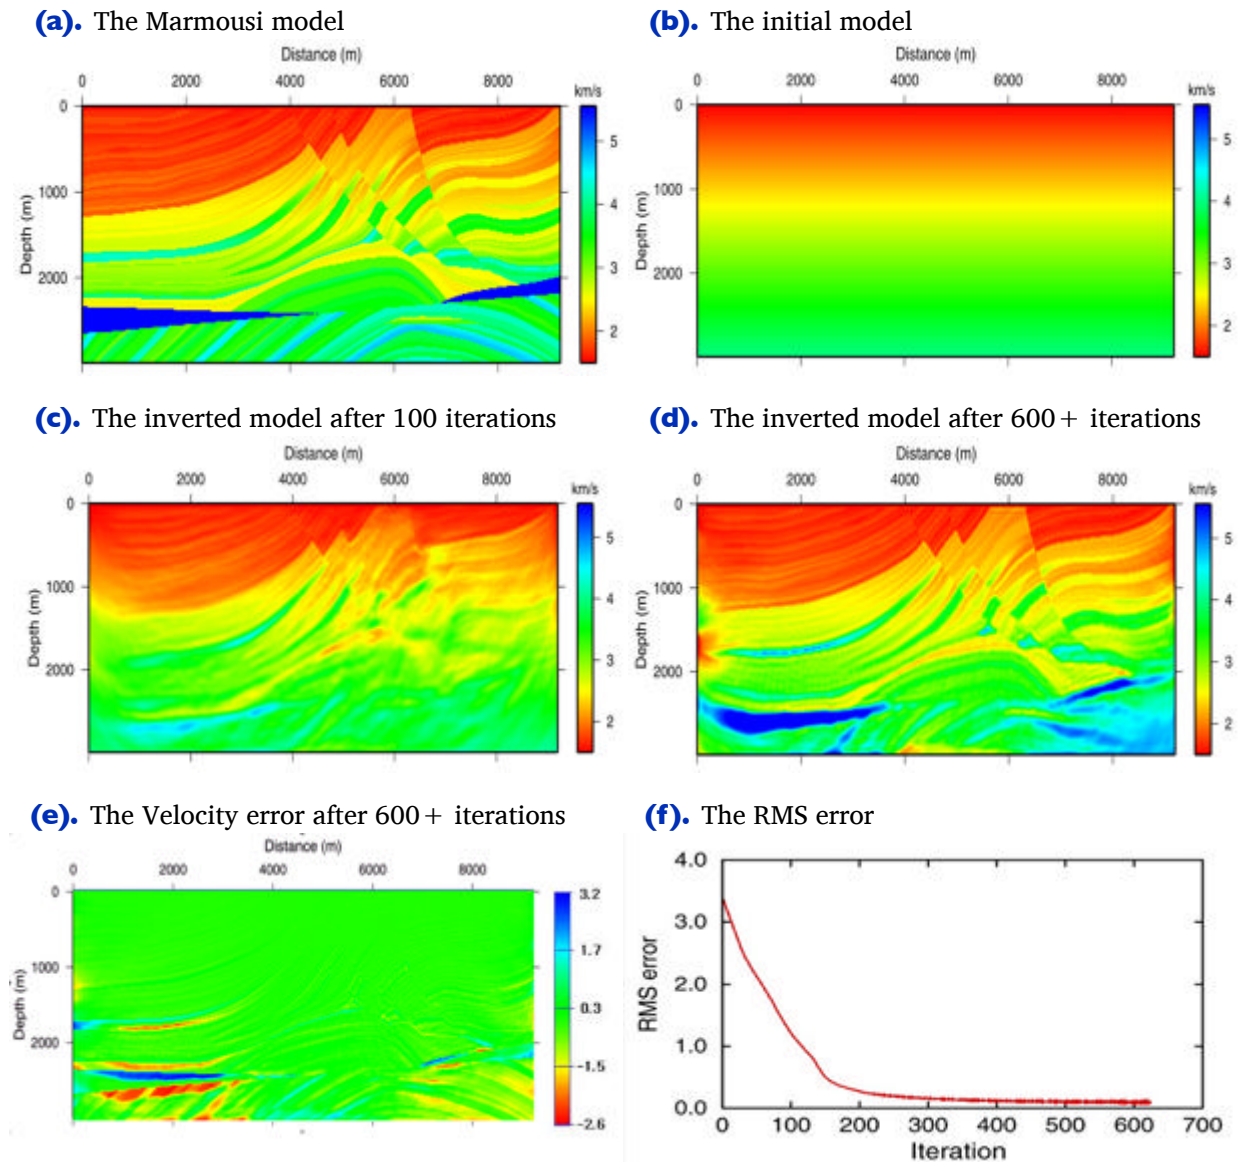 (a). The Marmousi model
Distance (m)
0 2000 4000 6000 8000
km/s
0
1000
2000
Depth (m)
5
4
3
2
(b). The initial model
Distance (m)
0 2000 4000 6000 8000
km/s
0
1000
2000
Depth (m)
5
4
3
2
(c). The inverted model after 100 iterations
Distance (m)
0 2000 4000 6000 8000
km/s
0
1000
2000
Depth (m)
5
4
3
2
(d). The inverted model after 600+ iterations
Distance (m)
0 2000 4000 6000 8000
km/s
0
1000
2000
Depth (m)
5
4
3
2
(e). The Velocity error after 600+ iterations
Distance (m)
0 2000 4000 6000 8000
0
1000
2000
Depth (m)
3.2
1.7
0.3
-1.5
-2.6
(f). The RMS error
4.0
3.0
2.0
1.0
0.0
RMS error
0 100 200 300 400 500 600 700
Iteration